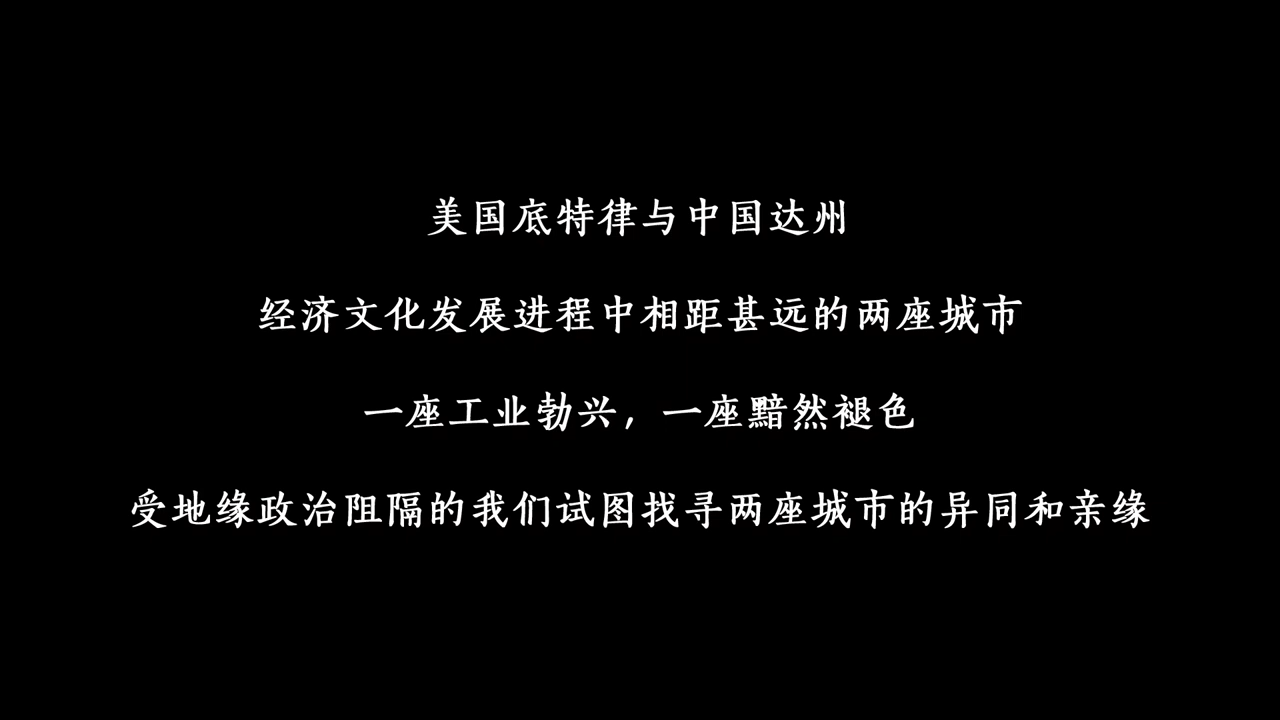 美国底特律与中国达州
经济文化发展进程中相距甚远的两座城市
一座工业勃兴，一座黯然褪色
受地缘政治阻隔的我们试图找寻两座城市的异同和亲缘